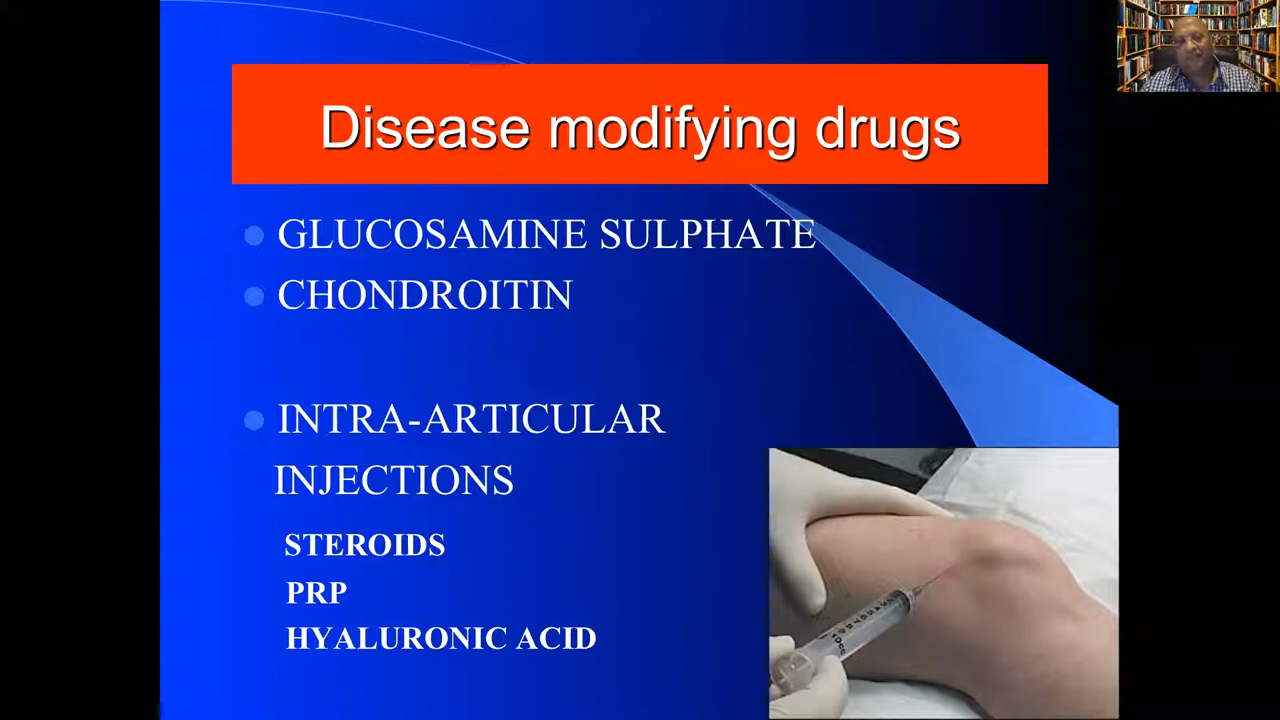 Disease modifying drugs
GLUCOSAMINE SULPHATE
CHONDROITIN
INTRA-ARTICULAR
INJECTIONS
STEROIDS
PRP
HYALURONIC ACID